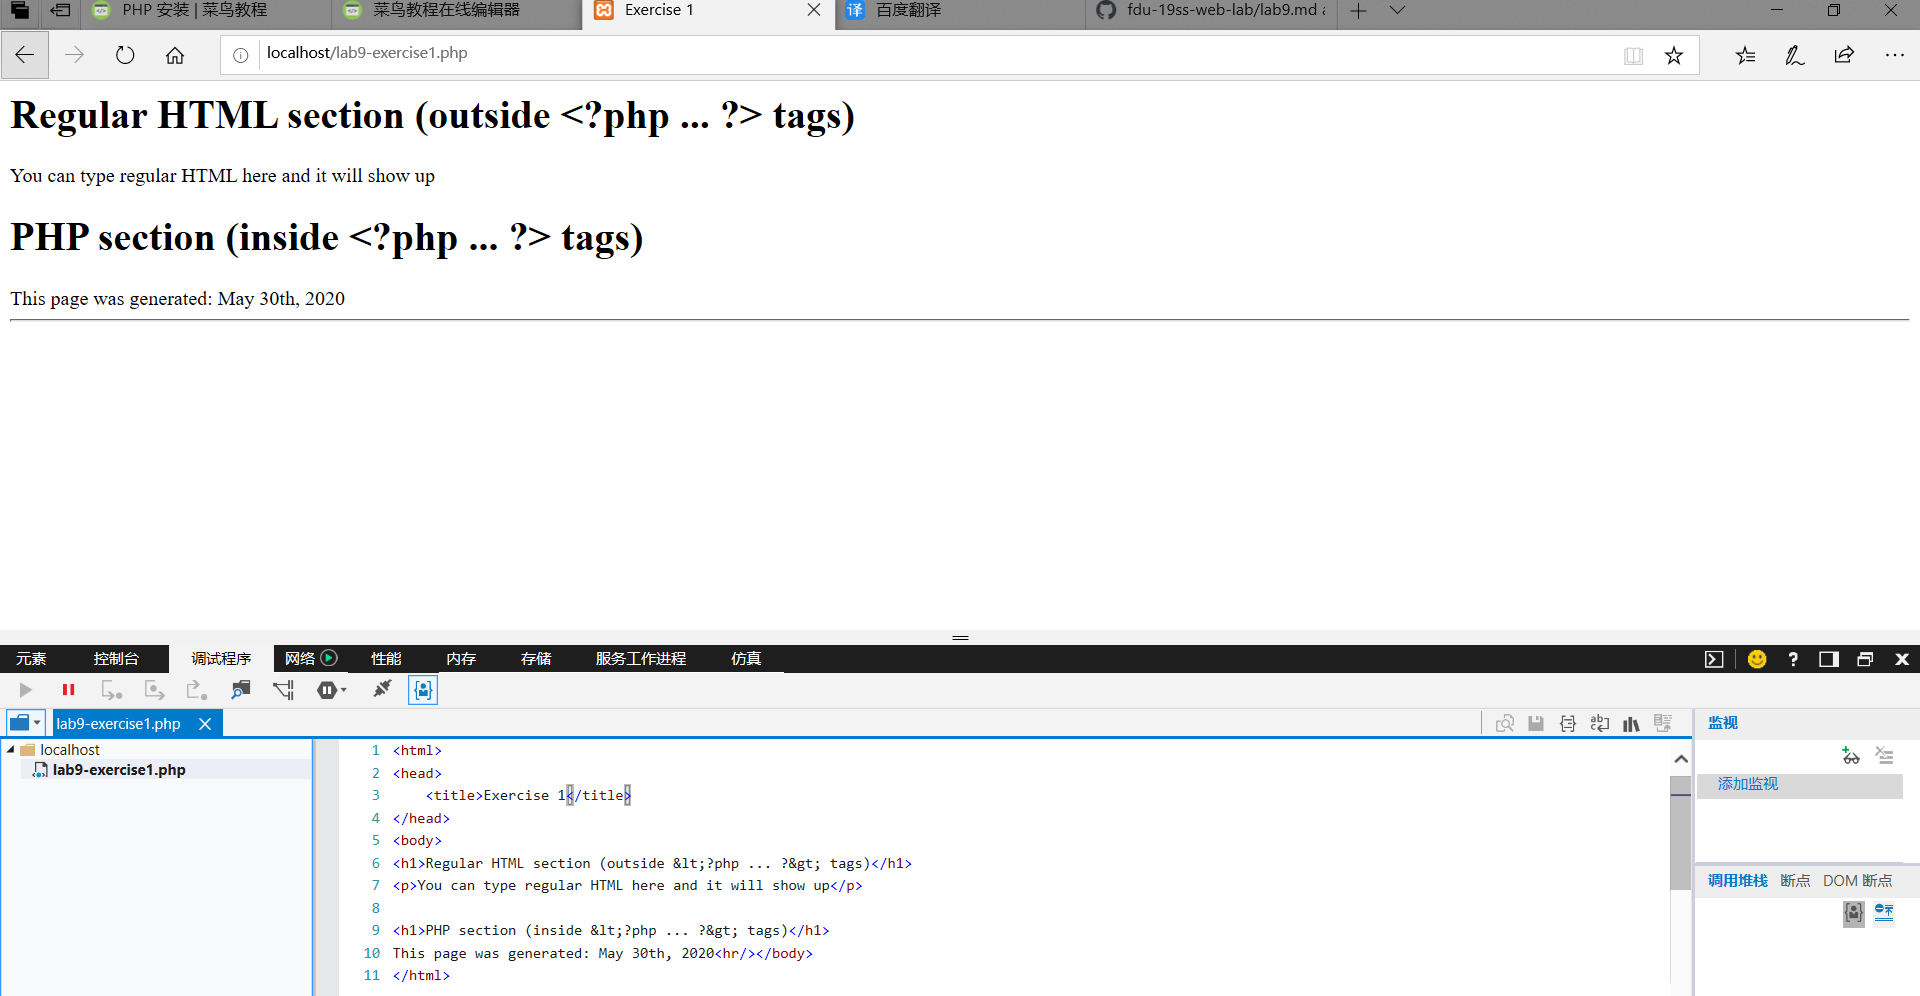 PHP 安装 | 菜鸟教程
菜鸟教程在线编辑器
Exercise 1
译 百度翻译
fdu-19ss-web-lab/lab9.md a
localhost/lab9-exercise1.php
Regular HTML section (outside <?php ... ?> tags)
You can type regular HTML here and it will show up
PHP section (inside <?php ... ?> tags)
This page was generated: May 30th, 2020
元素 控制台 调试程序 网络 性能 内存 存储 服务工作进程 仿真
lab9-exercise1.php
监视
localhost
lab9-exercise1.php
添加监视
1 <html>
2 <head>
3     <title>Exercise 1</title>
4 </head>
5 <body>
6 <h1>Regular HTML section (outside &lt;?php ... ?&gt; tags)</h1>
7 <p>You can type regular HTML here and it will show up</p>
8
9 <h1>PHP section (inside &lt;?php ... ?&gt; tags)</h1>
10 This page was generated: May 30th, 2020<hr/></body>
11 </html>
调用堆栈 断点 DOM 断点